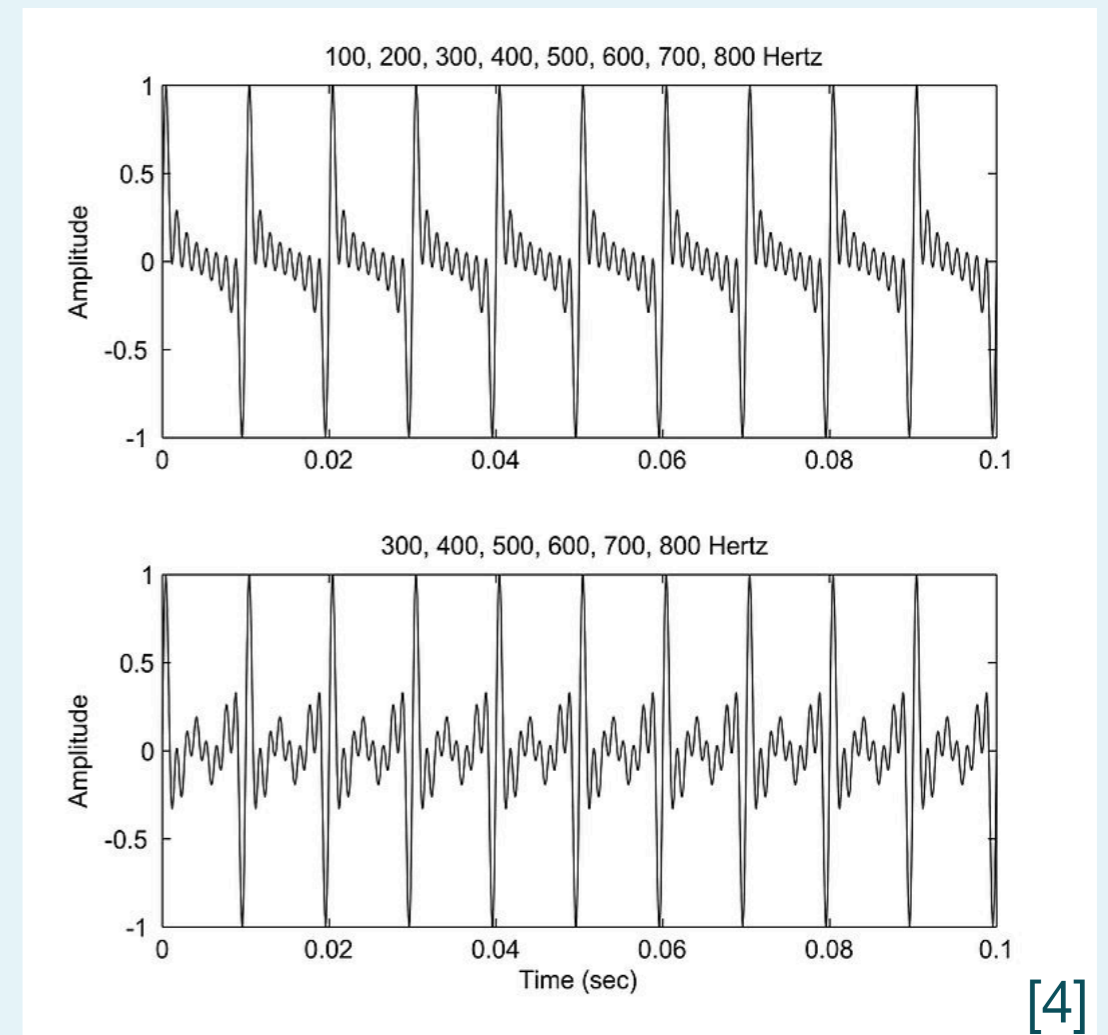 100, 200, 300, 400, 500, 600, 700, 800 Hertz
1
0.5
0
-0.5
-1
Amplitude
0 0.02 0.04 0.06 0.08 0.1
300, 400, 500, 600, 700, 800 Hertz
1
0.5
0
-0.5
-1
Amplitude
0 0.02 0.04 0.06 0.08 0.1
Time (sec)
[4]